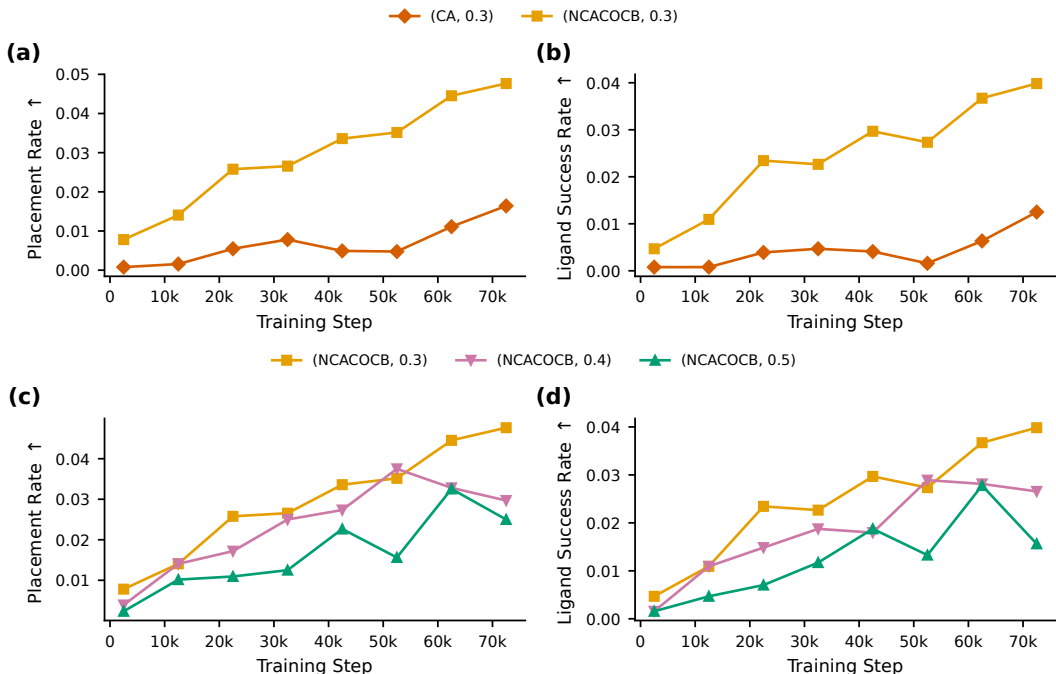 (CA, 0.3) (NCACOCB, 0.3)
(a)
Placement Rate ↑
0.05
0.04
0.03
0.02
0.01
0.00
0 10k 20k 30k 40k 50k 60k 70k
Training Step
(b)
Ligand Success Rate ↑
0.04
0.03
0.02
0.01
0.00
0 10k 20k 30k 40k 50k 60k 70k
Training Step
(NCACOCB, 0.3) (NCACOCB, 0.4) (NCACOCB, 0.5)
(c)
Placement Rate ↑
0.04
0.03
0.02
0.01
0 10k 20k 30k 40k 50k 60k 70k
Training Step
(d)
Ligand Success Rate ↑
0.04
0.03
0.02
0.01
0.00
0 10k 20k 30k 40k 50k 60k 70k
Training Step